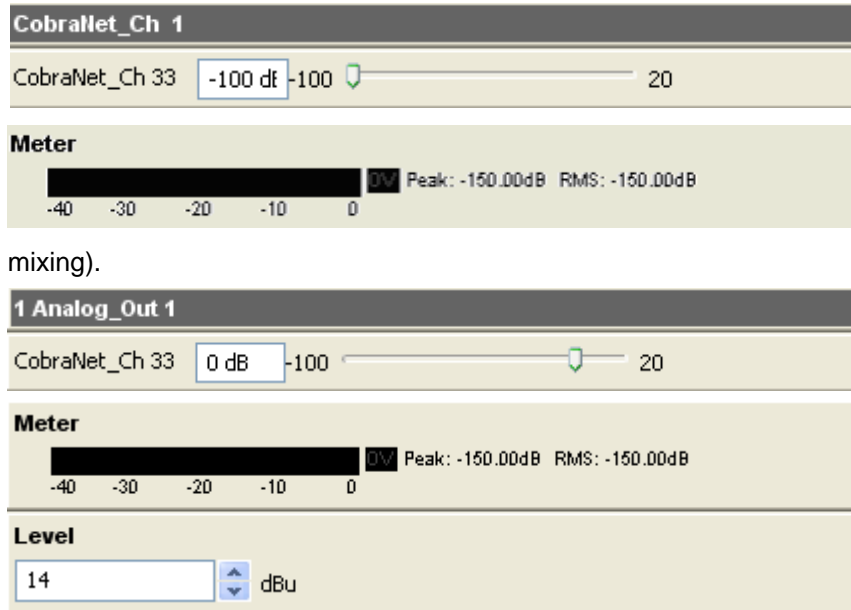 CobraNet_Ch 1
CobraNet_Ch 33 -100 dB -100 20
Meter
0V Peak: -150.00dB RMS: -150.00dB
-40 -30 -20 -10 0
mixing).
1 Analog_Out 1
CobraNet_Ch 33 0 dB -100 20
Meter
0V Peak: -150.00dB RMS: -150.00dB
-40 -30 -20 -10 0
Level
14 dBu